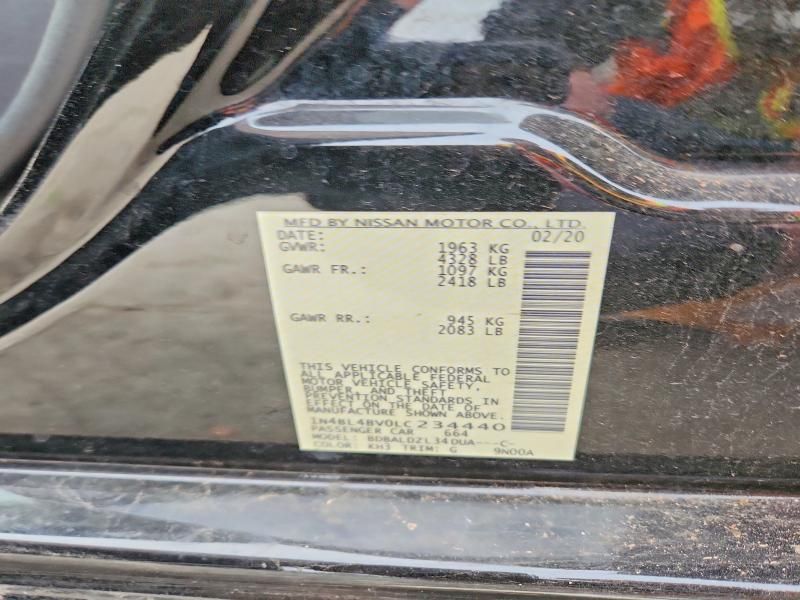 MFD BY NISSAN MOTOR CO., LTD.
DATE: 02/20
GVWR: 1963 KG
4328 LB
GAWR FR.: 1097 KG
2418 LB
GAWR RR.: 945 KG
2083 LB
THIS VEHICLE CONFORMS TO
ALL APPLICABLE FEDERAL
MOTOR VEHICLE SAFETY,
BUMPER, AND THEFT
PREVENTION STANDARDS IN
EFFECT ON THE DATE OF
MANUFACTURE SHOWN ABOVE.
1N4BL4BV0LC234440
PASSENGER CAR 664
MODEL: BDBALDZL34DUA---C-
COLOR: KH3 TRIM: G 9N00A